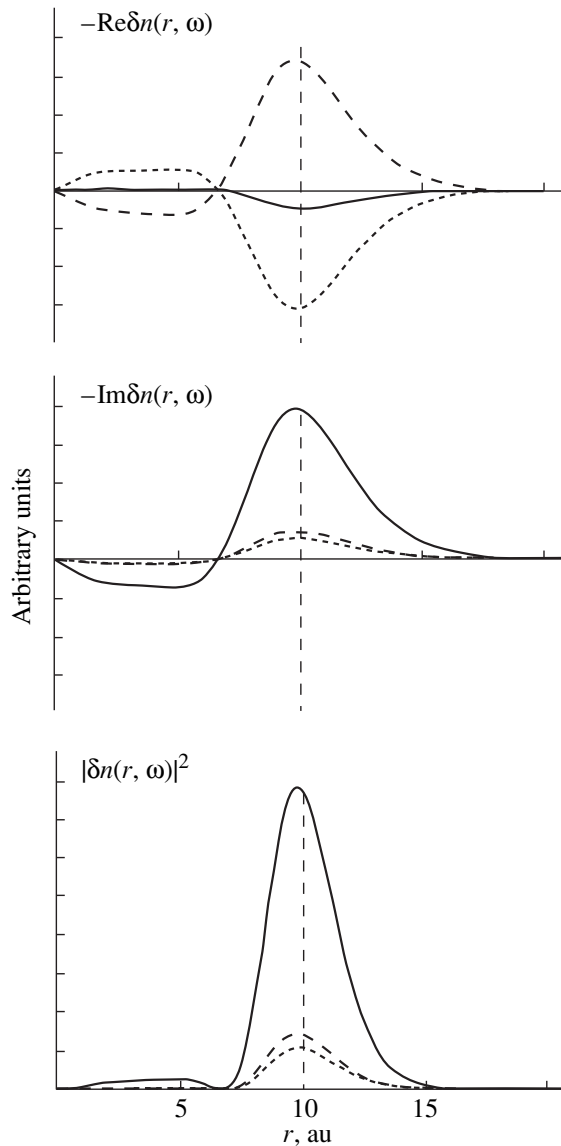 –Reδn(r, ω)
–Imδn(r, ω)
Arbitrary units
|δn(r, ω)|²
5 10 15
r, au